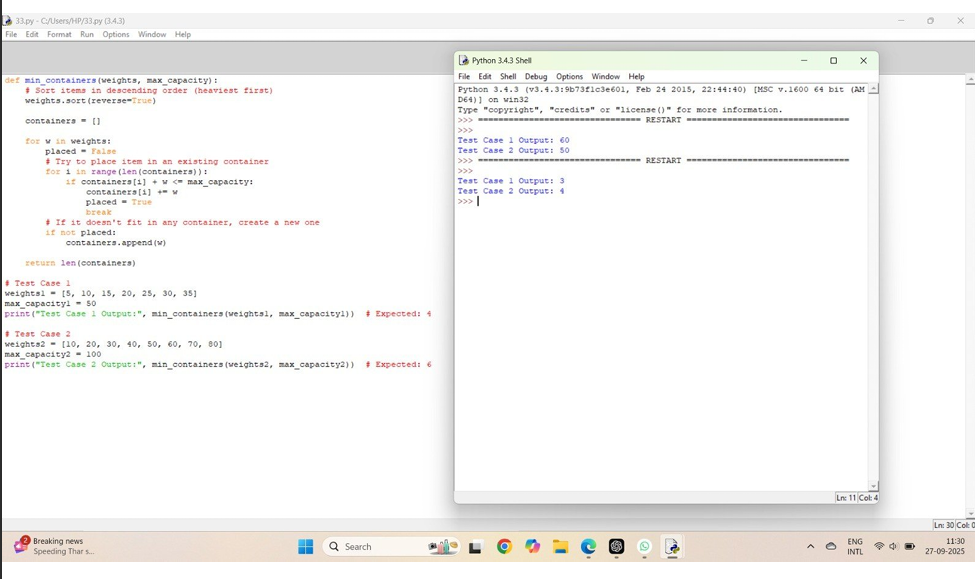 33.py - C:/Users/HP/33.py (3.4.3)
File Edit Format Run Options Window Help
def min_containers(weights, max_capacity):
    # Sort items in descending order (heaviest first)
    weights.sort(reverse=True)
    containers = []
    for w in weights:
        placed = False
        # Try to place item in an existing container
        for i in range(len(containers)):
            if containers[i] + w <= max_capacity:
                containers[i] += w
                placed = True
                break
        # If it doesn't fit in any container, create a new one
        if not placed:
            containers.append(w)
    return len(containers)
# Test Case 1
weights1 = [5, 10, 15, 20, 25, 30, 35]
max_capacity1 = 50
print("Test Case 1 Output:", min_containers(weights1, max_capacity1))  # Expected: 4
# Test Case 2
weights2 = [10, 20, 30, 40, 50, 60, 70, 80]
max_capacity2 = 100
print("Test Case 2 Output:", min_containers(weights2, max_capacity2))  # Expected: 6
Python 3.4.3 Shell
File Edit Shell Debug Options Window Help
Python 3.4.3 (v3.4.3:9b73f1c3e601, Feb 24 2015, 22:44:40) [MSC v.1600 64 bit (AM
D64)] on win32
Type "copyright", "credits" or "license()" for more information.
>>> ================================ RESTART ================================
>>>
Test Case 1 Output: 60
Test Case 2 Output: 50
>>> ================================ RESTART ================================
>>>
Test Case 1 Output: 3
Test Case 2 Output: 4
>>>
Ln: 11 Col: 4
Ln: 30 Col: 0
2
Breaking news
Speeding Thar s...
Search
ENG
INTL
11:30
27-09-2025